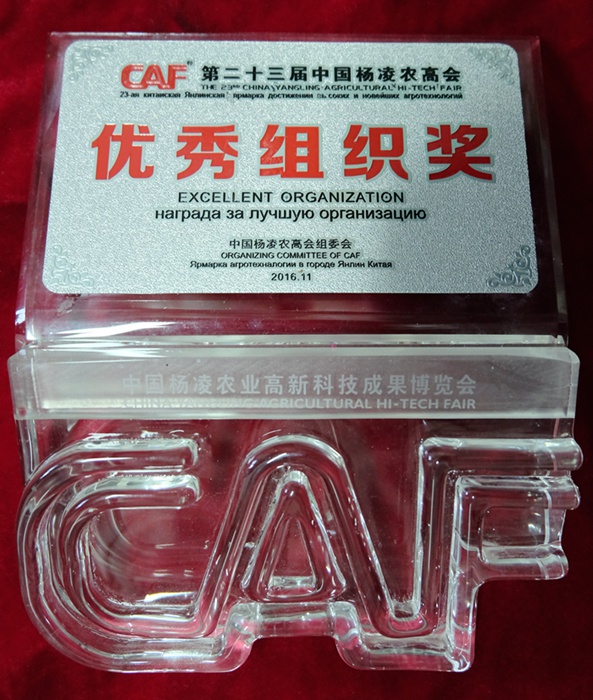 CAF® 第二十三届中国杨凌农高会
THE 23RD CHINA YANGLING AGRICULTURAL HI-TECH FAIR
23-ая китайская Янлинская ярмарка достижения высоких и новейших агротехнологий
优秀组织奖
EXCELLENT ORGANIZATION
награда за лучшую организацию
中国杨凌农高会组委会
ORGANIZING COMMITTEE OF CAF
Ярмарка агротехналогии в городе Янлин Китая
2016.11
中国杨凌农业高新科技成果博览会
CHINA YANGLING AGRICULTURAL HI-TECH FAIR
CAF